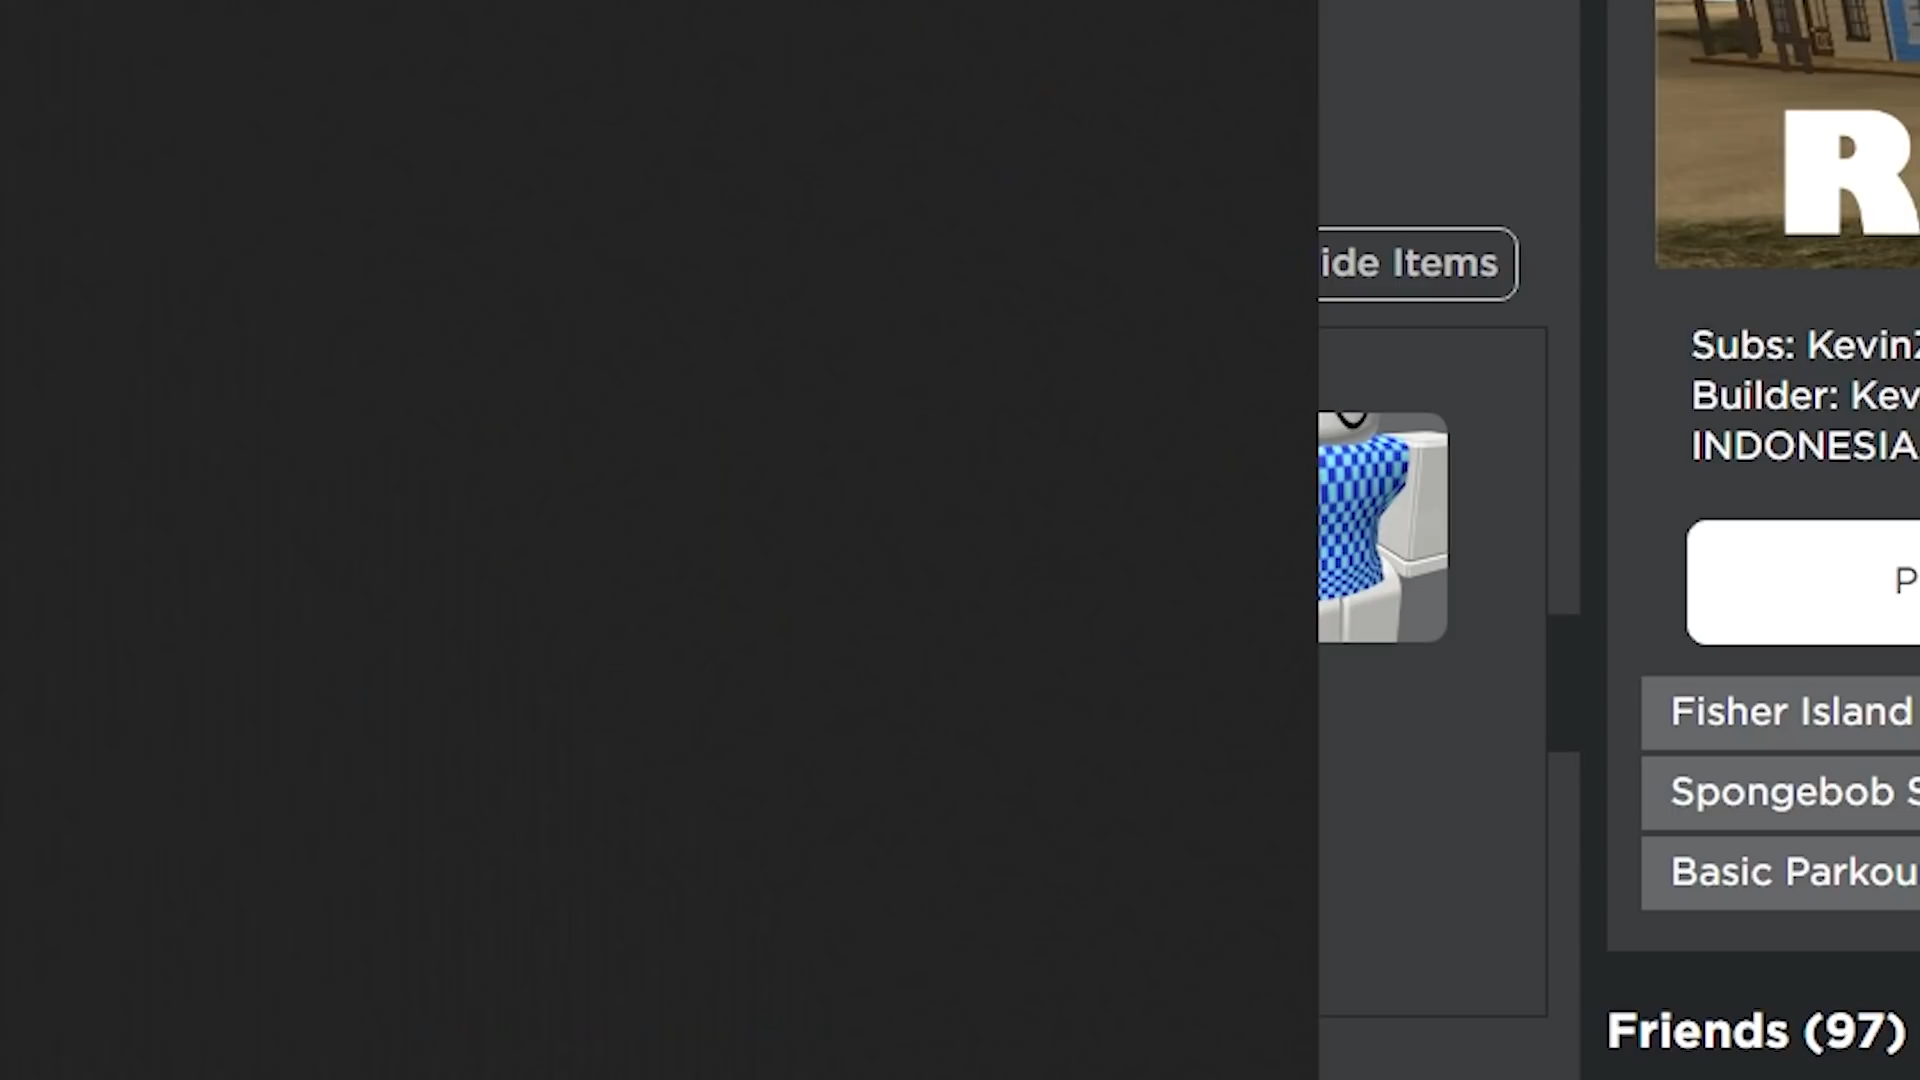 R
ide Items
Subs: Kevin
Builder: Kev
INDONESIA
P
Fisher Island
Spongebob S
Basic Parkou
Friends (97)